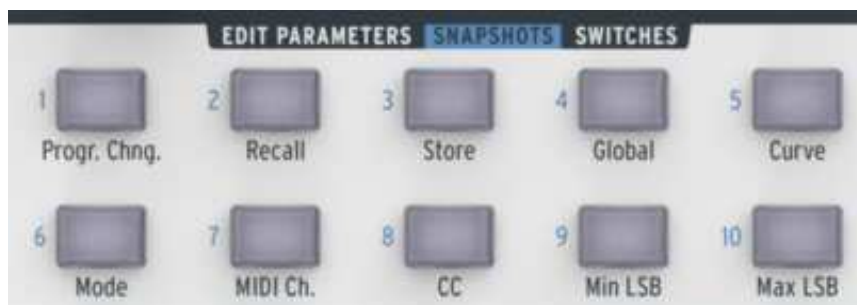 EDIT PARAMETERS SNAPSHOTS SWITCHES
1 2 3 4 5
Progr. Chng. Recall Store Global Curve
6 7 8 9 10
Mode MIDI Ch. CC Min LSB Max LSB